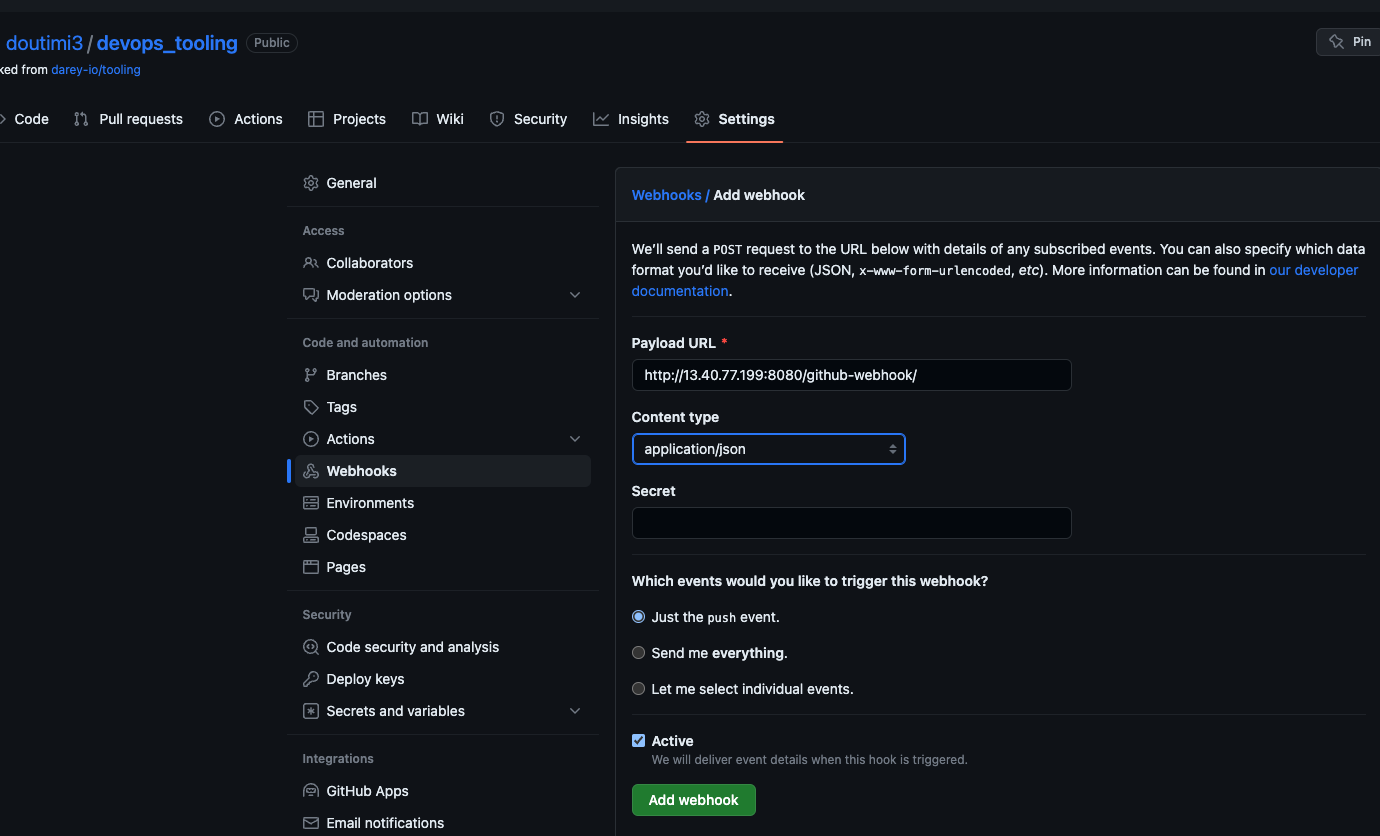 doutimi3 / devops_tooling Public
Pin
ked from darey-io/tooling
Code Pull requests Actions Projects Wiki Security Insights Settings
General
Access
Collaborators
Moderation options
Code and automation
Branches
Tags
Actions
Webhooks
Environments
Codespaces
Pages
Security
Code security and analysis
Deploy keys
Secrets and variables
Integrations
GitHub Apps
Email notifications
Webhooks / Add webhook
We’ll send a POST request to the URL below with details of any subscribed events. You can also specify which data
format you’d like to receive (JSON, x-www-form-urlencoded, etc). More information can be found in our developer
documentation.
Payload URL *
http://13.40.77.199:8080/github-webhook/
Content type
application/json
Secret
Which events would you like to trigger this webhook?
Just the push event.
Send me everything.
Let me select individual events.
Active
We will deliver event details when this hook is triggered.
Add webhook